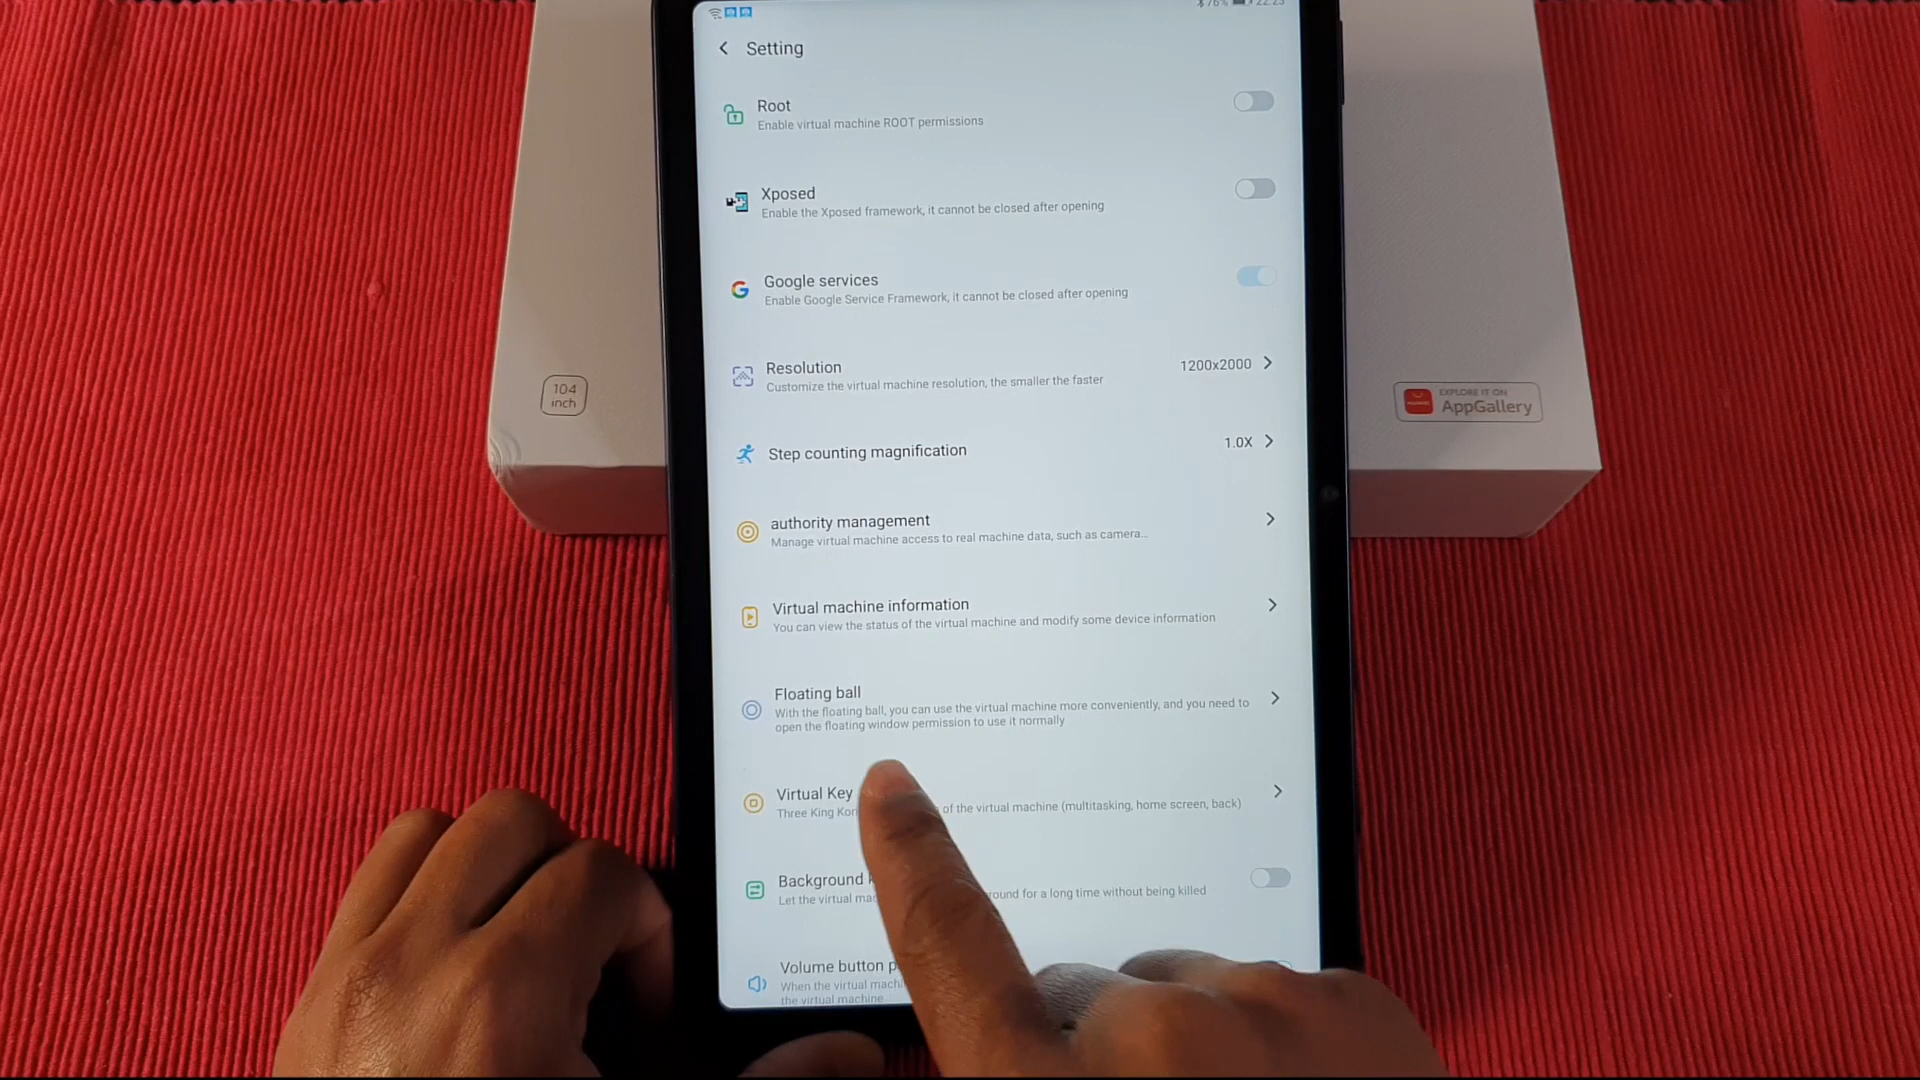 76% 22:23
Setting
Root
Enable virtual machine ROOT permissions
Xposed
Enable the Xposed framework, it cannot be closed after opening
Google services
Enable Google Service Framework, it cannot be closed after opening
Resolution
Customize the virtual machine resolution, the smaller the faster
1200x2000
Step counting magnification
1.0X
authority management
Manage virtual machine access to real machine data, such as camera...
Virtual machine information
You can view the status of the virtual machine and modify some device information
Floating ball
With the floating ball, you can use the virtual machine more conveniently, and you need to
open the floating window permission to use it normally
Virtual Key
Three King of the virtual machine (multitasking, home screen, back)
Background
Let the virtual for a long time without being killed
Volume button
When the virtual
the virtual machine
104
inch
EXPLORE IT ON
AppGallery